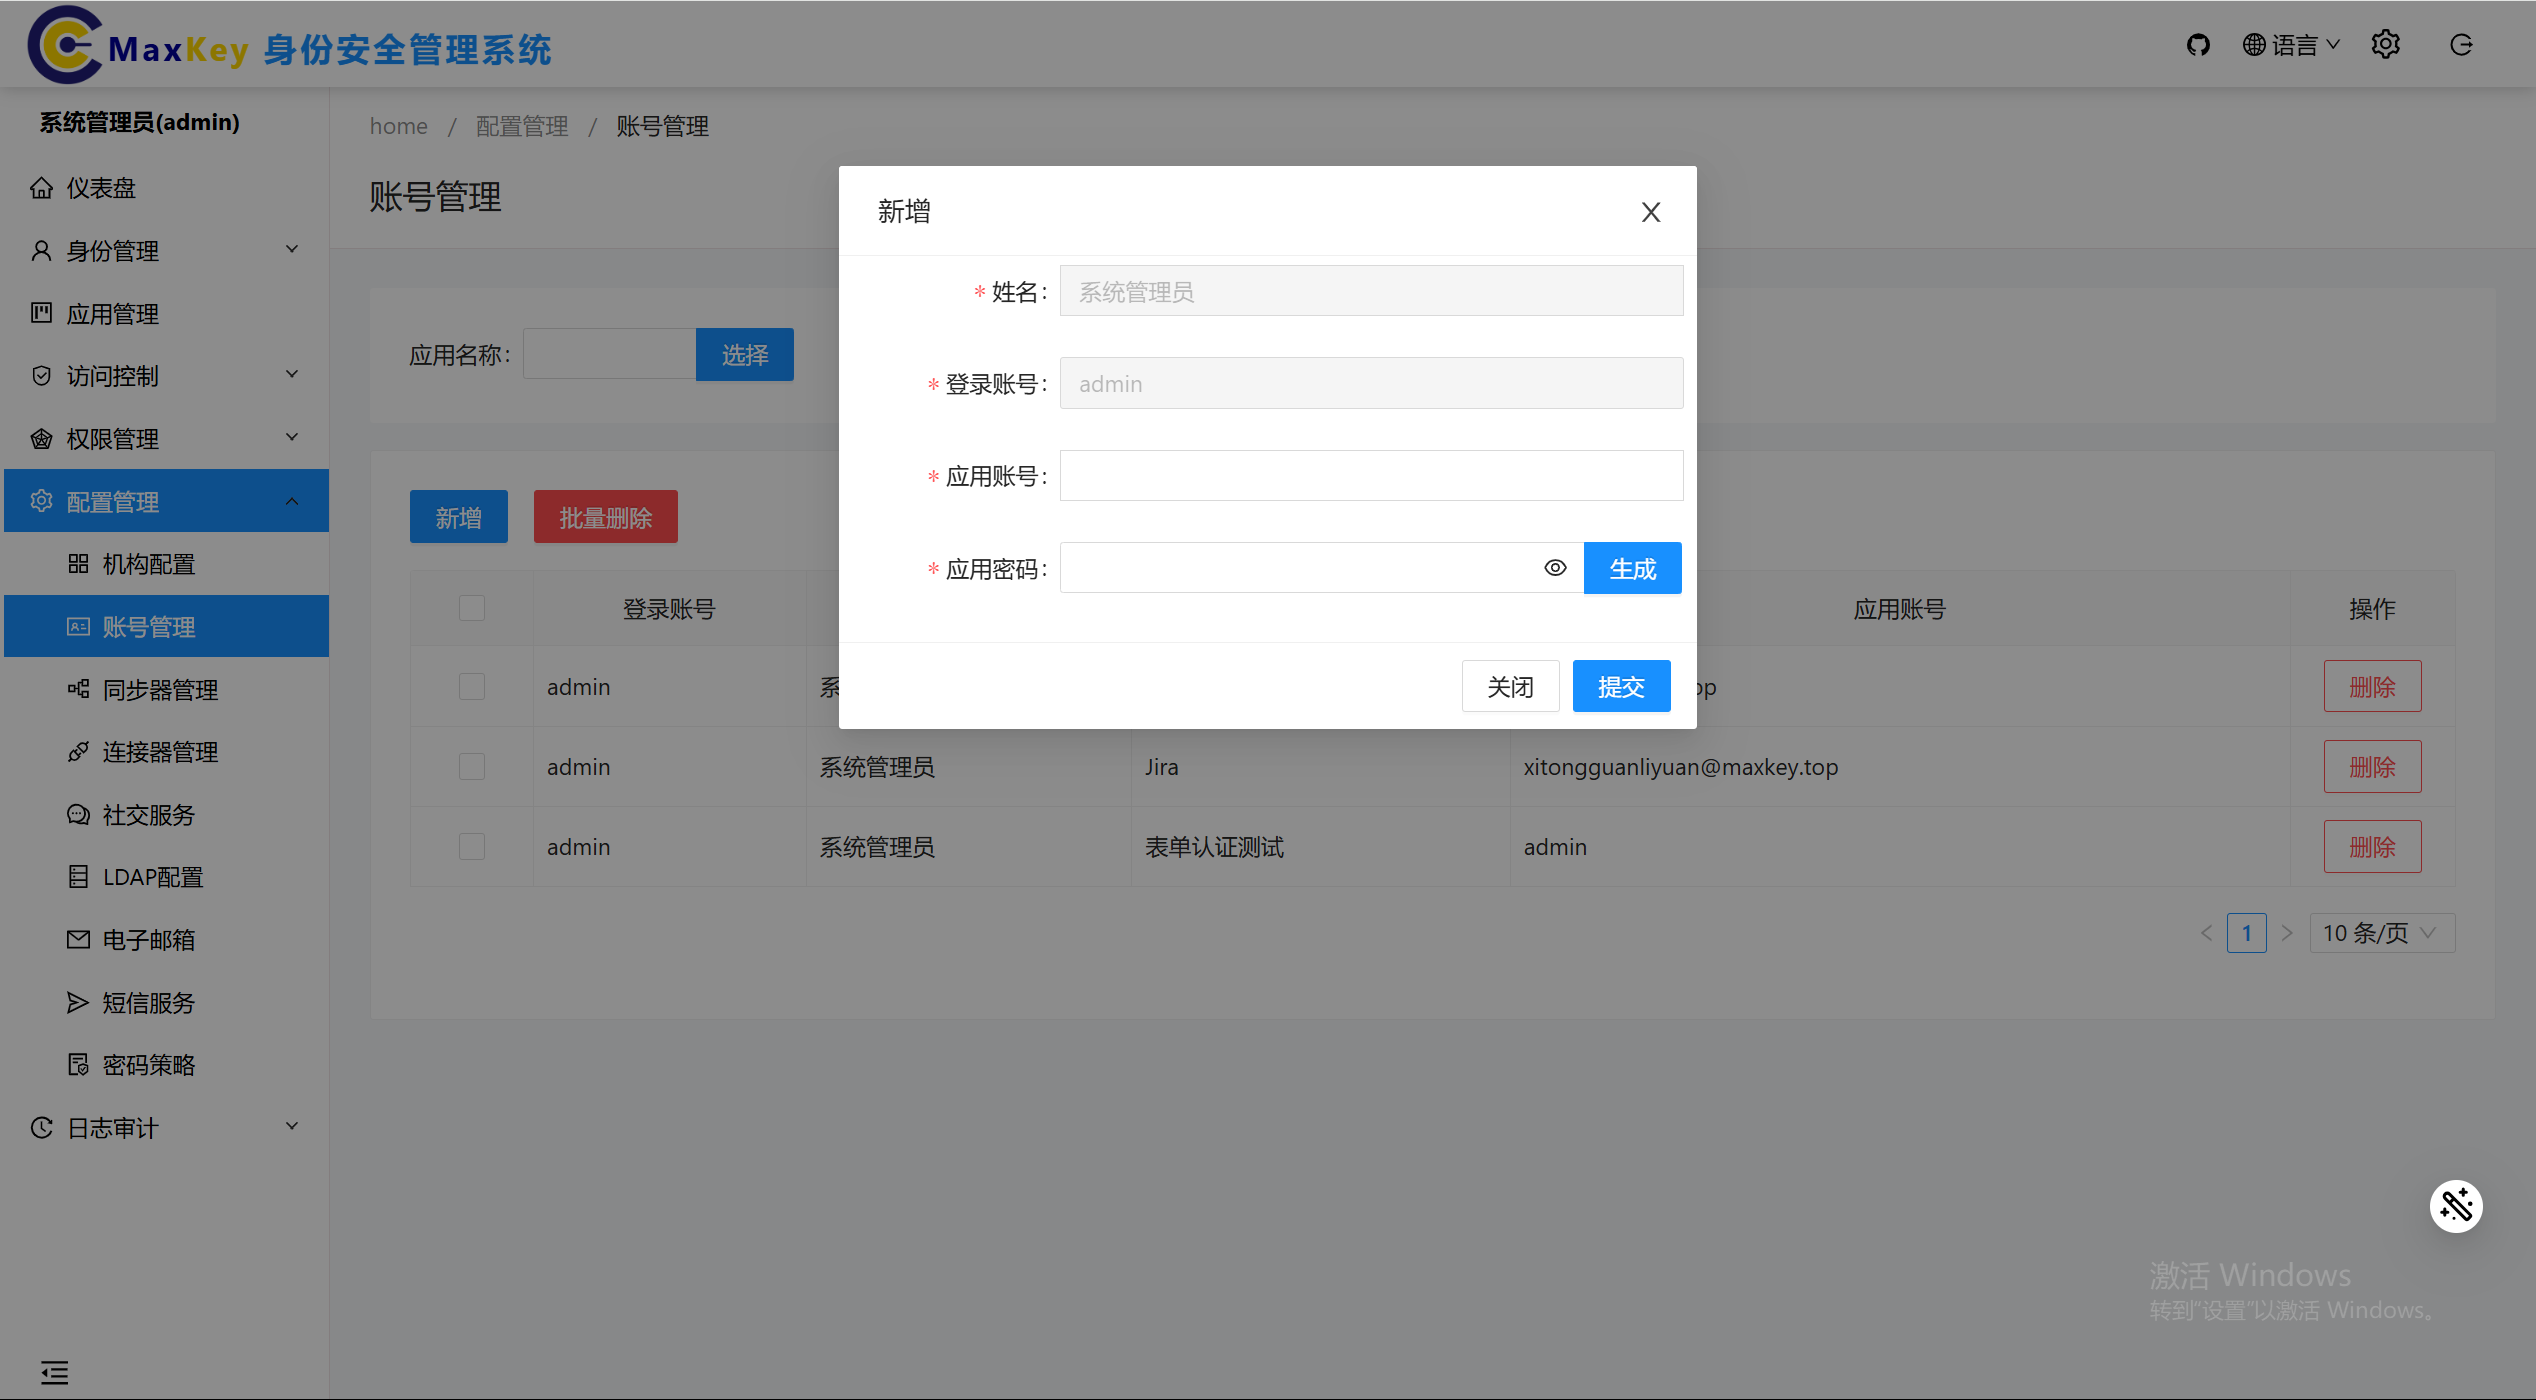 MaxKey 身份安全管理系统
语言
系统管理员(admin)
仪表盘
身份管理
应用管理
访问控制
权限管理
配置管理
机构配置
账号管理
同步器管理
连接器管理
社交服务
LDAP配置
电子邮箱
短信服务
密码策略
日志审计
home / 配置管理 / 账号管理
账号管理
应用名称: 选择
新增 批量删除
登录账号 应用账号 操作
admin 系 op 删除
admin 系统管理员 Jira xitongguanliyuan@maxkey.top 删除
admin 系统管理员 表单认证测试 admin 删除
1 10 条/页
新增
* 姓名: 系统管理员
* 登录账号: admin
* 应用账号:
* 应用密码: 生成
关闭 提交
激活 Windows
转到"设置"以激活 Windows。